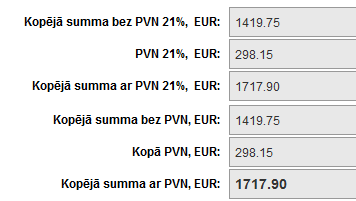 Kopējā summa bez PVN 21%, EUR: 1419.75
PVN 21%, EUR: 298.15
Kopējā summa ar PVN 21%, EUR: 1717.90
Kopējā summa bez PVN, EUR: 1419.75
Kopā PVN, EUR: 298.15
Kopējā summa ar PVN, EUR: 1717.90